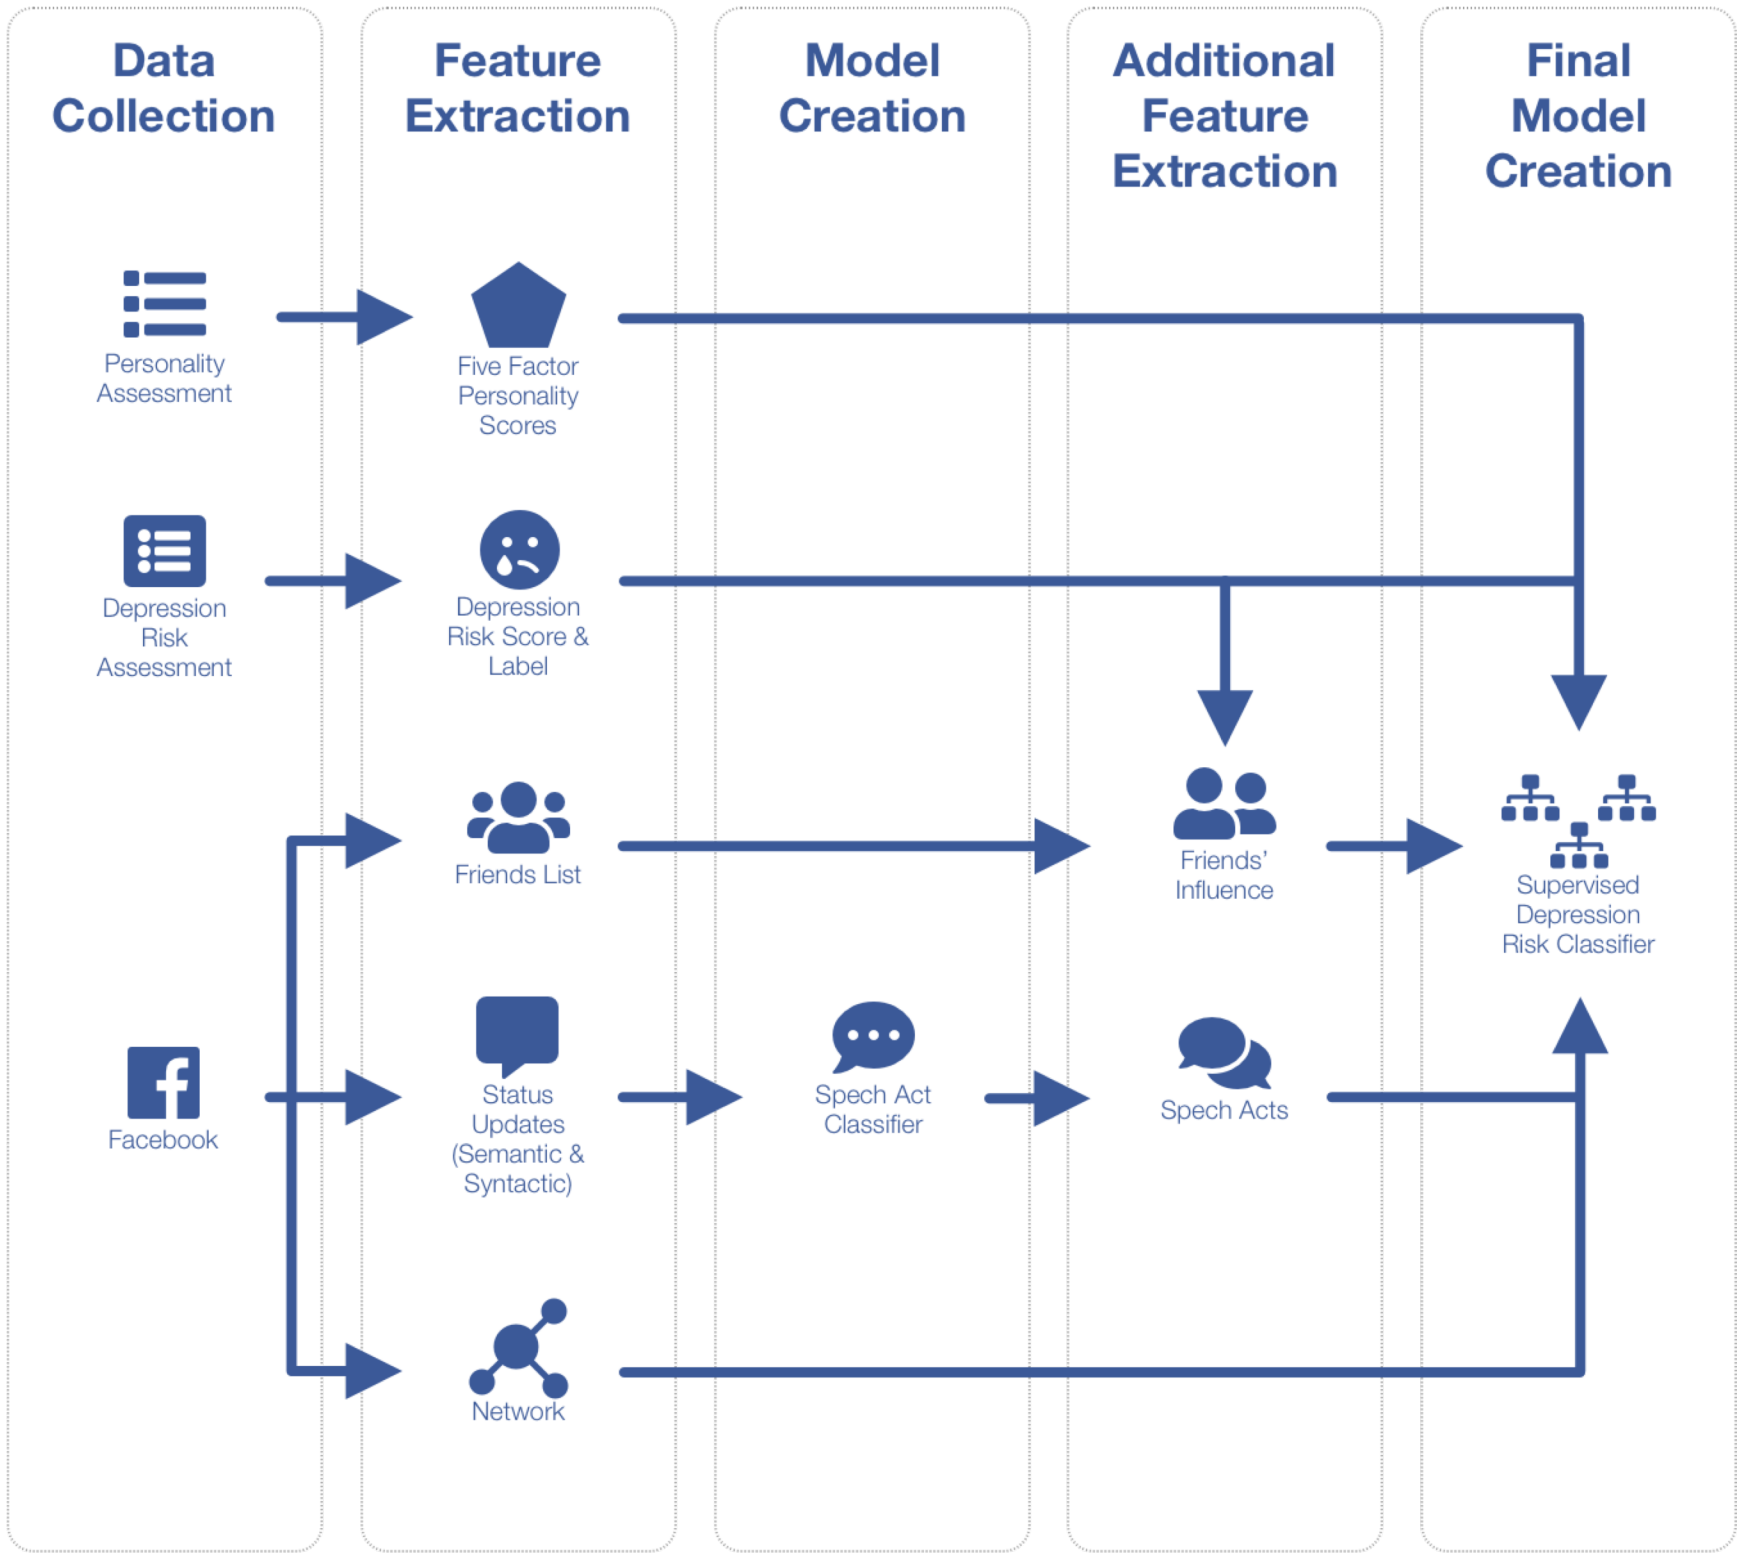 Data
Collection
Feature
Extraction
Model
Creation
Additional
Feature
Extraction
Final
Model
Creation
Personality
Assessment
Five Factor
Personality
Scores
Depression
Risk
Assessment
Depression
Risk Score &
Label
Friends List
Friends’
Influence
Supervised
Depression
Risk Classifier
Facebook
Status
Updates
(Semantic &
Syntactic)
Spech Act
Classifier
Spech Acts
Network